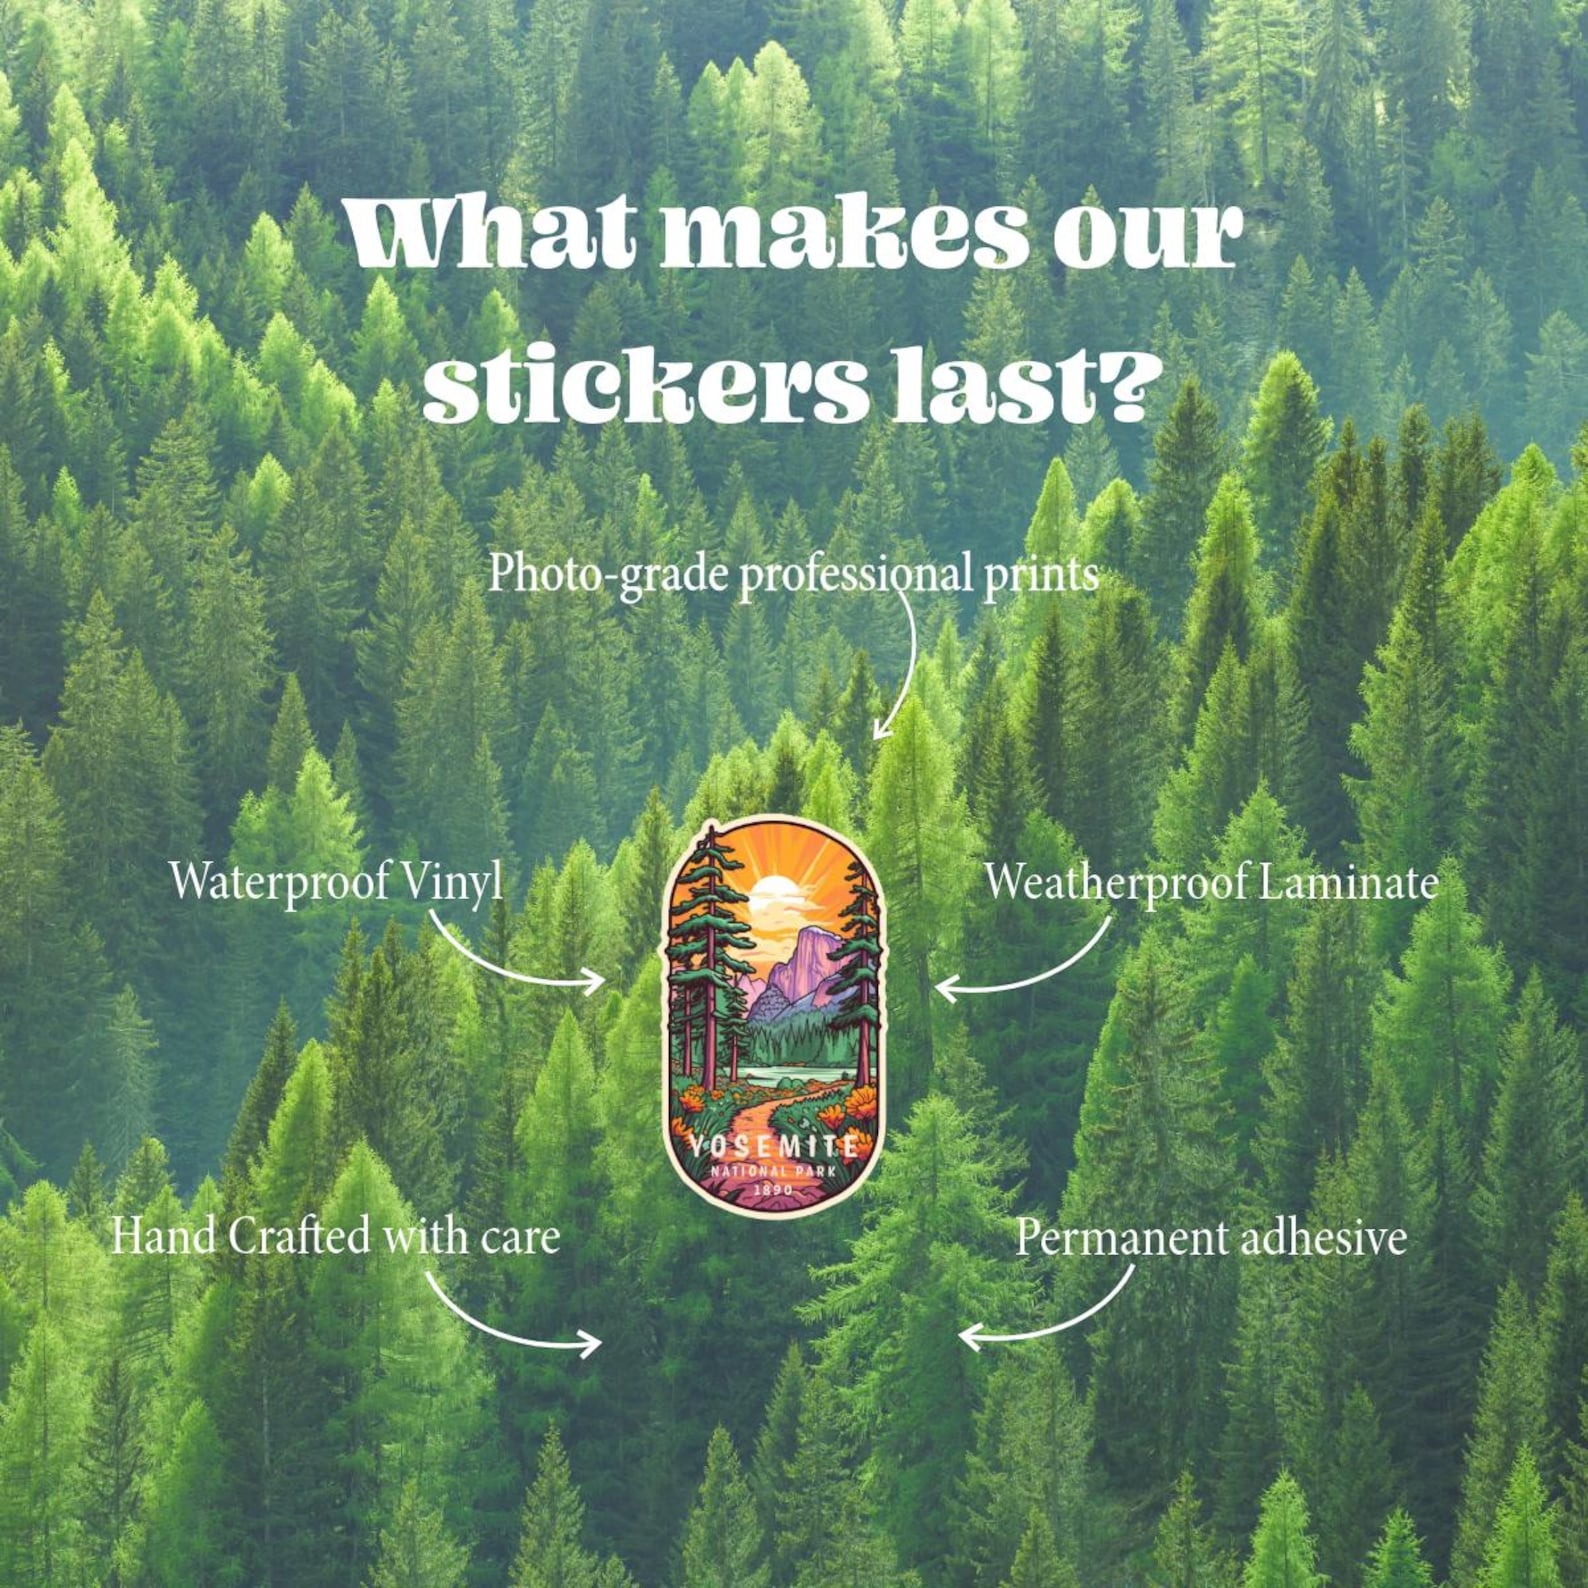 What makes our
stickers last?
Photo-grade professional prints
Waterproof Vinyl
Weatherproof Laminate
YOSEMITE
NATIONAL PARK
1890
Hand Crafted with care
Permanent adhesive